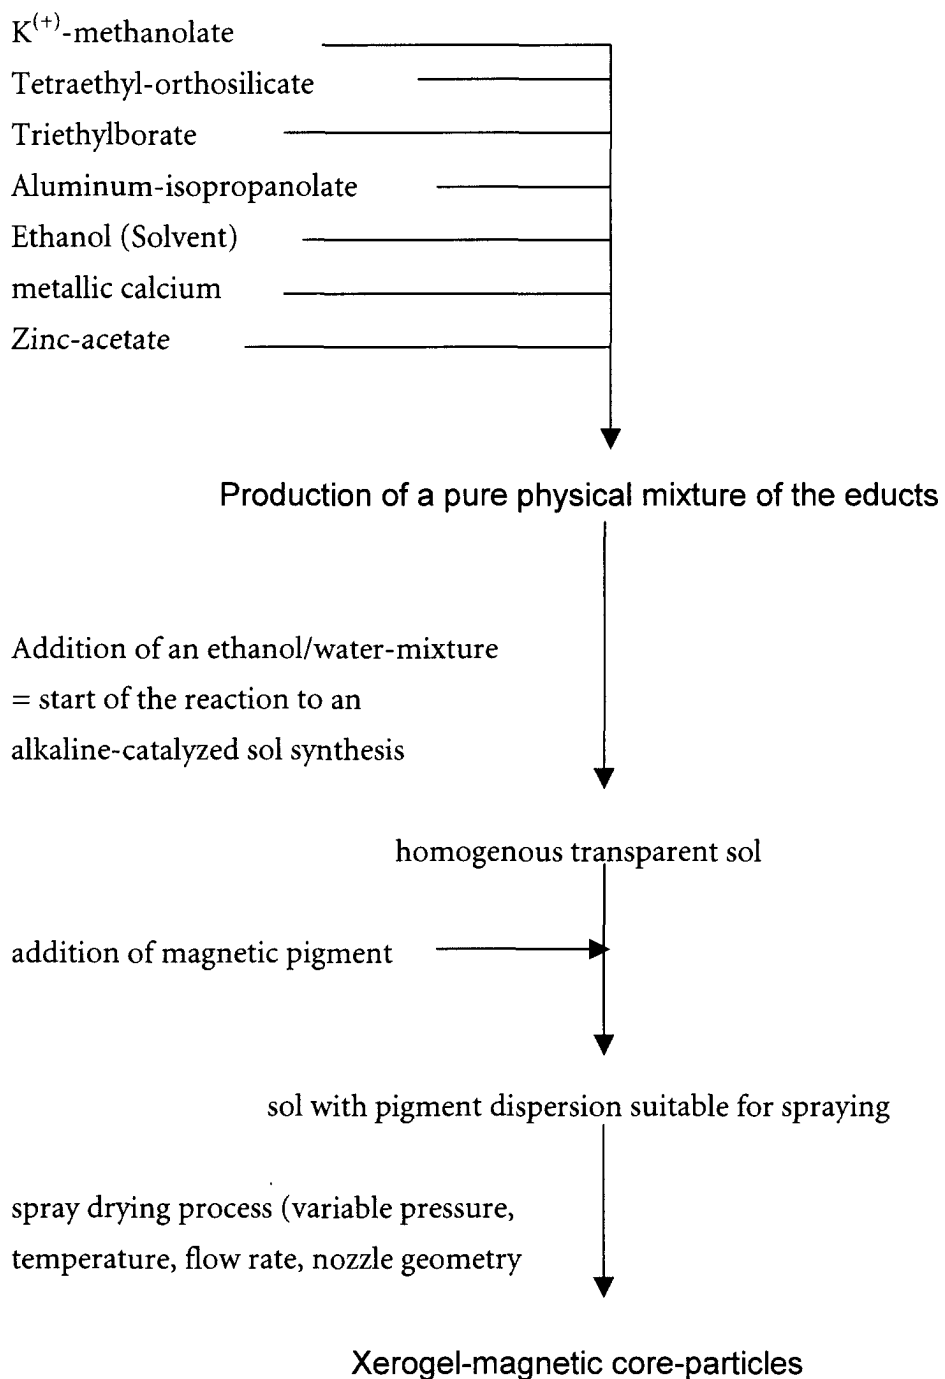 K(+)-methanolate
Tetraethyl-orthosilicate
Triethylborate
Aluminum-isopropanolate
Ethanol (Solvent)
metallic calcium
Zinc-acetate
Production of a pure physical mixture of the educts
Addition of an ethanol/water-mixture
= start of the reaction to an
alkaline-catalyzed sol synthesis
homogenous transparent sol
addition of magnetic pigment
sol with pigment dispersion suitable for spraying
spray drying process (variable pressure,
temperature, flow rate, nozzle geometry
Xerogel-magnetic core-particles